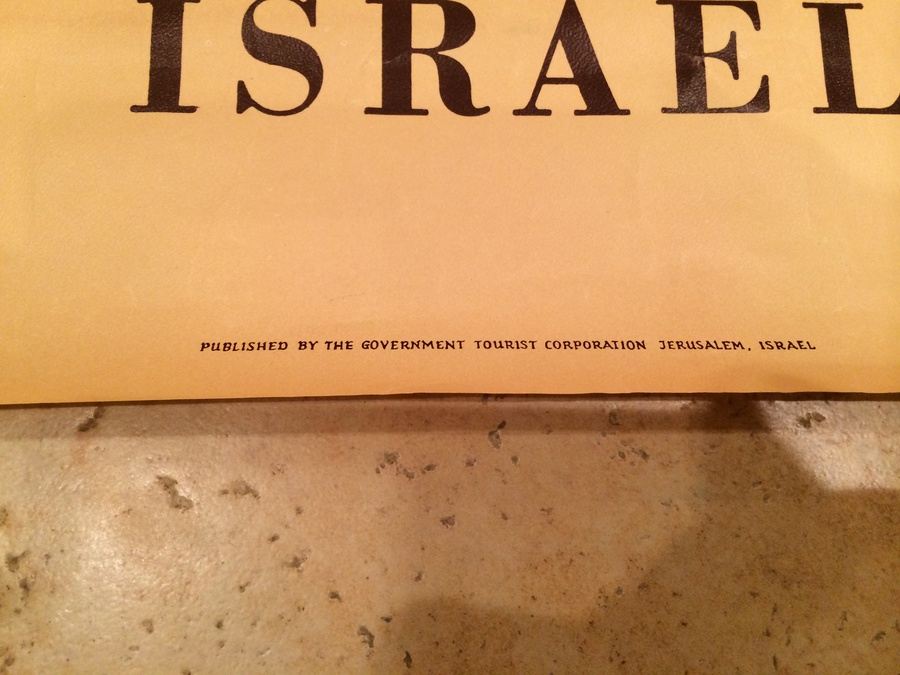 ISRAEL
PUBLISHED BY THE GOVERNMENT TOURIST CORPORATION JERUSALEM, ISRAEL